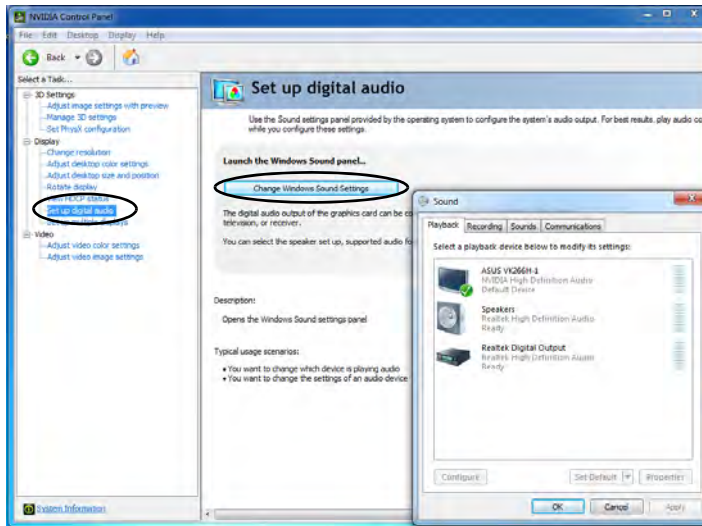 NVIDIA Control Panel
File Edit Desktop Display Help
Back
Select a Task...
3D Settings
Adjust image settings with preview
Manage 3D settings
Set PhysX configuration
Display
Change resolution
Adjust desktop color settings
Adjust desktop size and position
Rotate display
View HDCP status
Set up digital audio
displays
Video
Adjust video color settings
Adjust video image settings
System Information
Set up digital audio
Use the Sound settings panel provided by the operating system to configure the system's audio output. For best results, play audio co
while you configure these settings.
Launch the Windows Sound panel...
Change Windows Sound Settings
The digital audio output of the graphics card can be co
television, or receiver.
You can select the speaker set up, supported audio fo
Description:
Opens the Windows Sound settings panel
Typical usage scenarios:
• You want to change which device is playing audio
• You want to change the settings of an audio device
Sound
Playback Recording Sounds Communications
Select a playback device below to modify its settings:
ASUS VK266H-1
NVIDIA High Definition Audio
Default Device
Speakers
Realtek High Definition Audio
Ready
Realtek Digital Output
Realtek High Definition Audio
Ready
Configure Set Default Properties
OK Cancel Apply